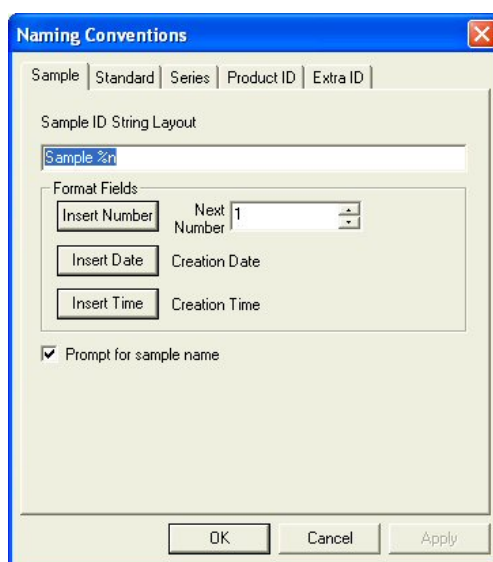 Naming Conventions
Sample Standard Series Product ID Extra ID
Sample ID String Layout
Sample %n
Format Fields
Insert Number Next Number 1
Insert Date Creation Date
Insert Time Creation Time
Prompt for sample name
OK Cancel Apply